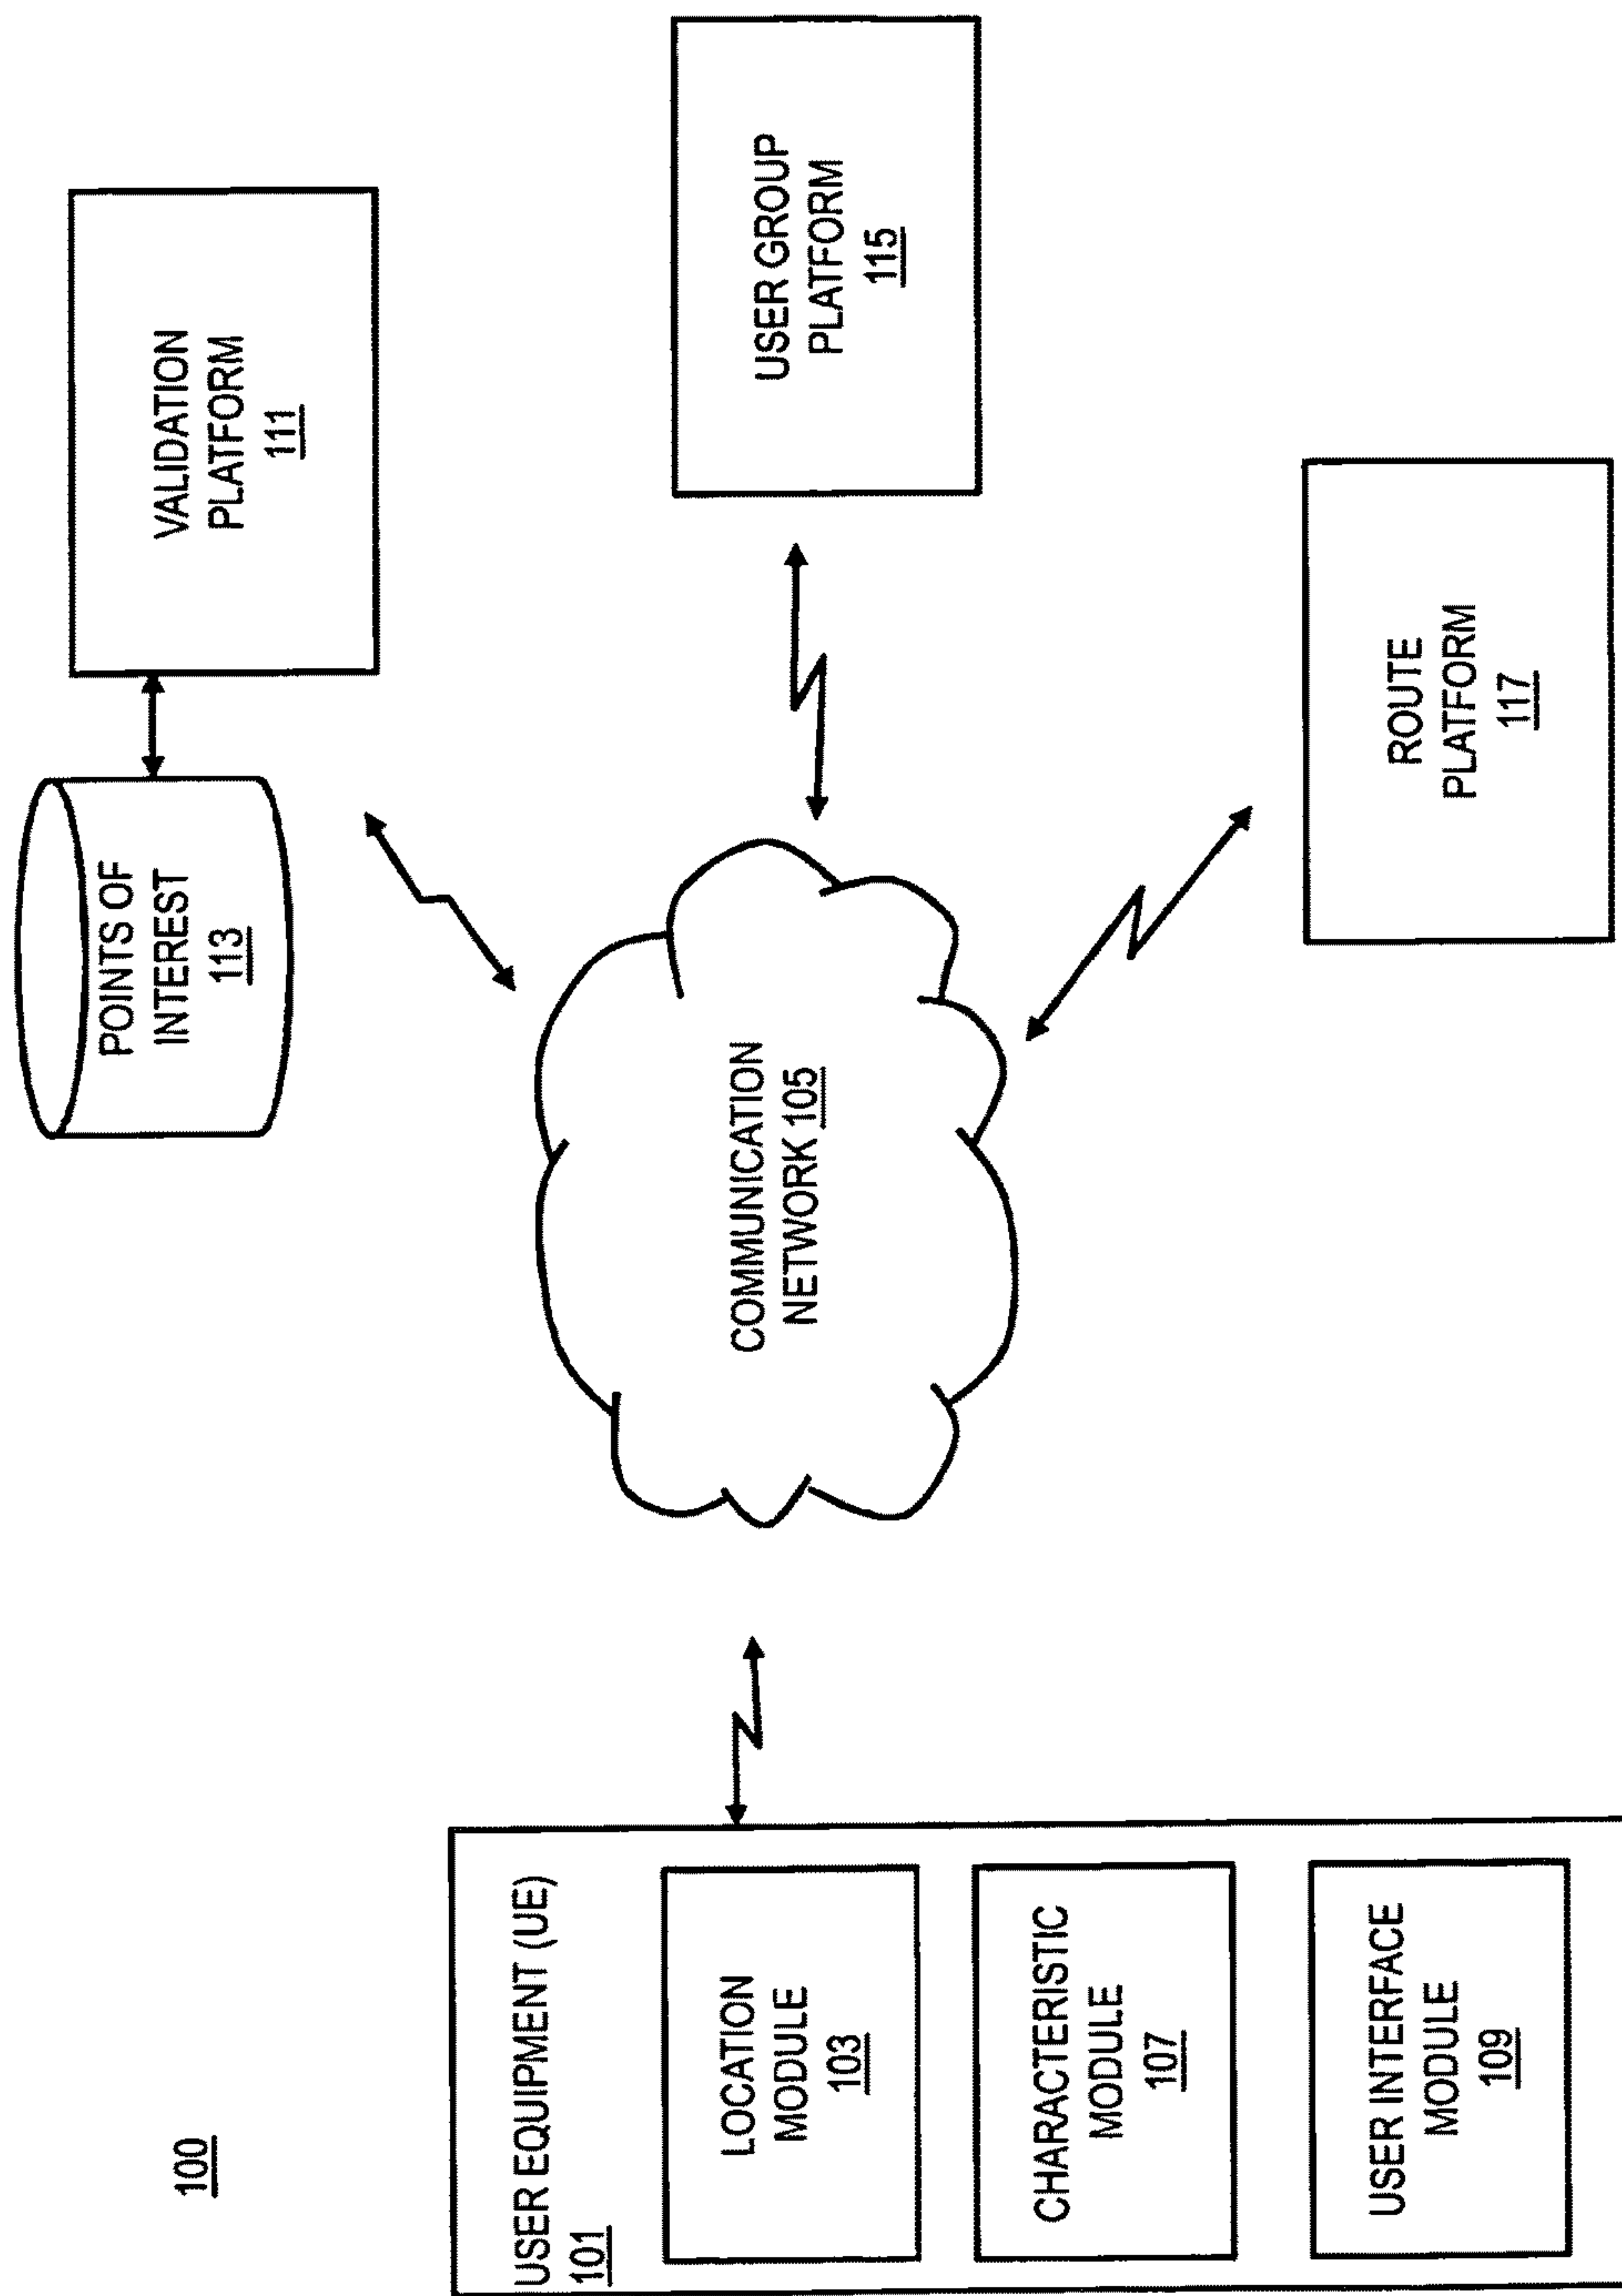 100
USER EQUIPMENT (UE)
101
LOCATION
MODULE
103
CHARACTERISTIC
MODULE
107
USER INTERFACE
MODULE
109
COMMUNICATION
NETWORK 105
POINTS OF
INTEREST
113
VALIDATION
PLATFORM
111
USER GROUP
PLATFORM
115
ROUTE
PLATFORM
117